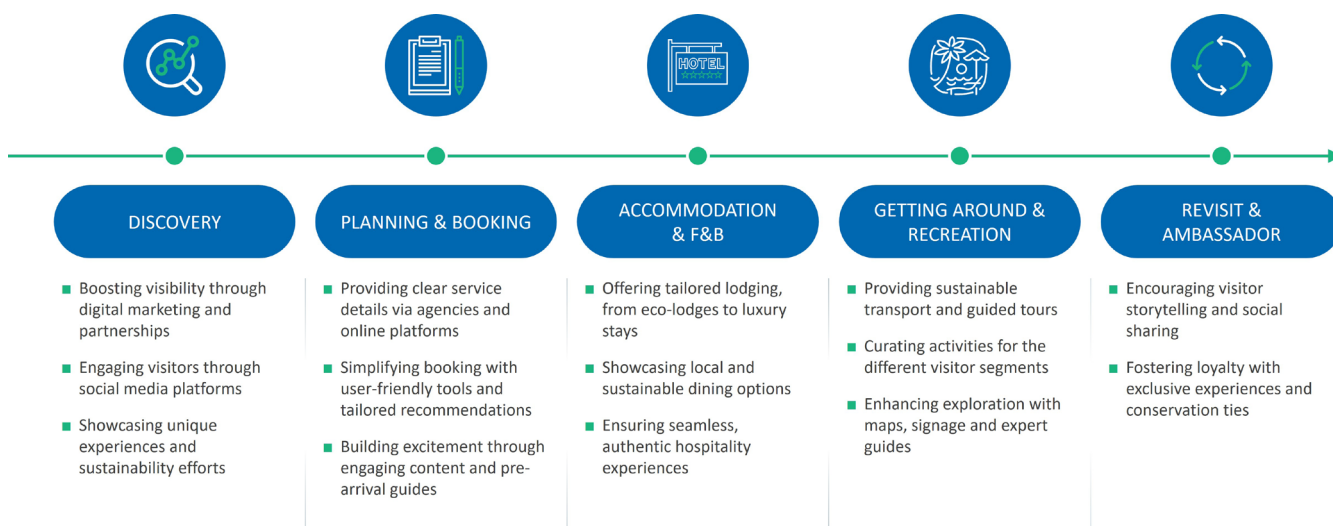 HOTEL
DISCOVERY
Boosting visibility through
digital marketing and
partnerships
Engaging visitors through
social media platforms
Showcasing unique
experiences and
sustainability efforts
PLANNING & BOOKING
Providing clear service
details via agencies and
online platforms
Simplifying booking with
user-friendly tools and
tailored recommendations
Building excitement through
engaging content and pre-
arrival guides
ACCOMMODATION
& F&B
Offering tailored lodging,
from eco-lodges to luxury
stays
Showcasing local and
sustainable dining options
Ensuring seamless,
authentic hospitality
experiences
GETTING AROUND &
RECREATION
Providing sustainable
transport and guided tours
Curating activities for the
different visitor segments
Enhancing exploration with
maps, signage and expert
guides
REVISIT &
AMBASSADOR
Encouraging visitor
storytelling and social
sharing
Fostering loyalty with
exclusive experiences and
conservation ties